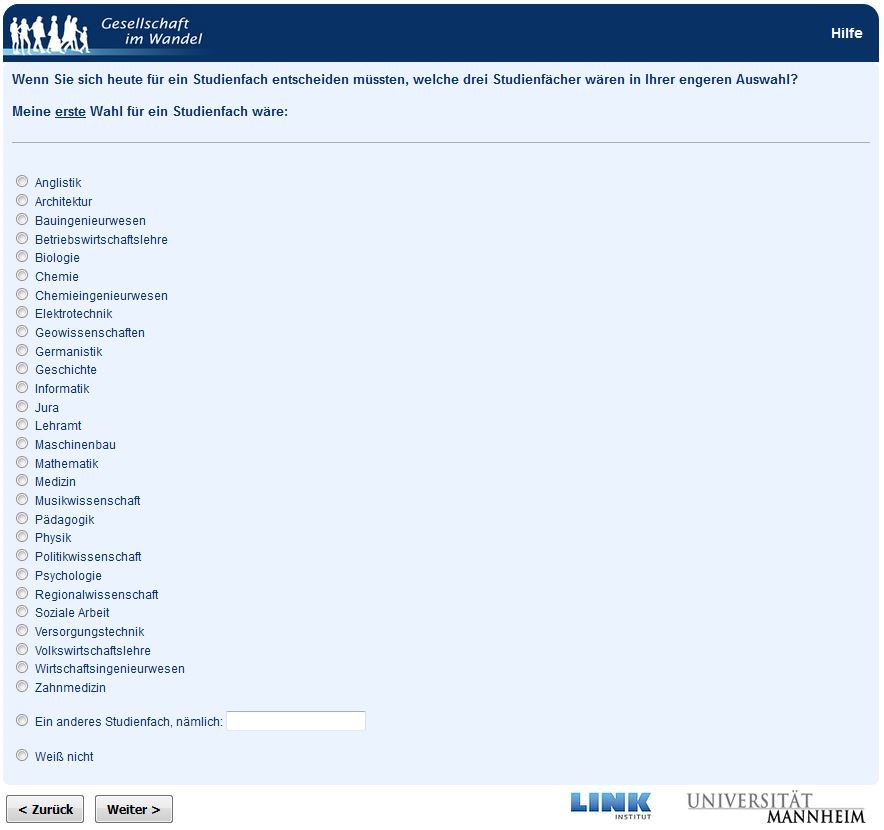 Gesellschaft
im Wandel
Hilfe
Wenn Sie sich heute für ein Studienfach entscheiden müssten, welche drei Studienfächer wären in Ihrer engeren Auswahl?
Meine erste Wahl für ein Studienfach wäre:
Anglistik
Architektur
Bauingenieurwesen
Betriebswirtschaftslehre
Biologie
Chemie
Chemieingenieurwesen
Elektrotechnik
Geowissenschaften
Germanistik
Geschichte
Informatik
Jura
Lehramt
Maschinenbau
Mathematik
Medizin
Musikwissenschaft
Pädagogik
Physik
Politikwissenschaft
Psychologie
Regionalwissenschaft
Soziale Arbeit
Versorgungstechnik
Volkswirtschaftslehre
Wirtschaftsingenieurwesen
Zahnmedizin
Ein anderes Studienfach, nämlich:
Weiß nicht
< Zurück
Weiter >
LINK
INSTITUT
UNIVERSITÄT
MANNHEIM